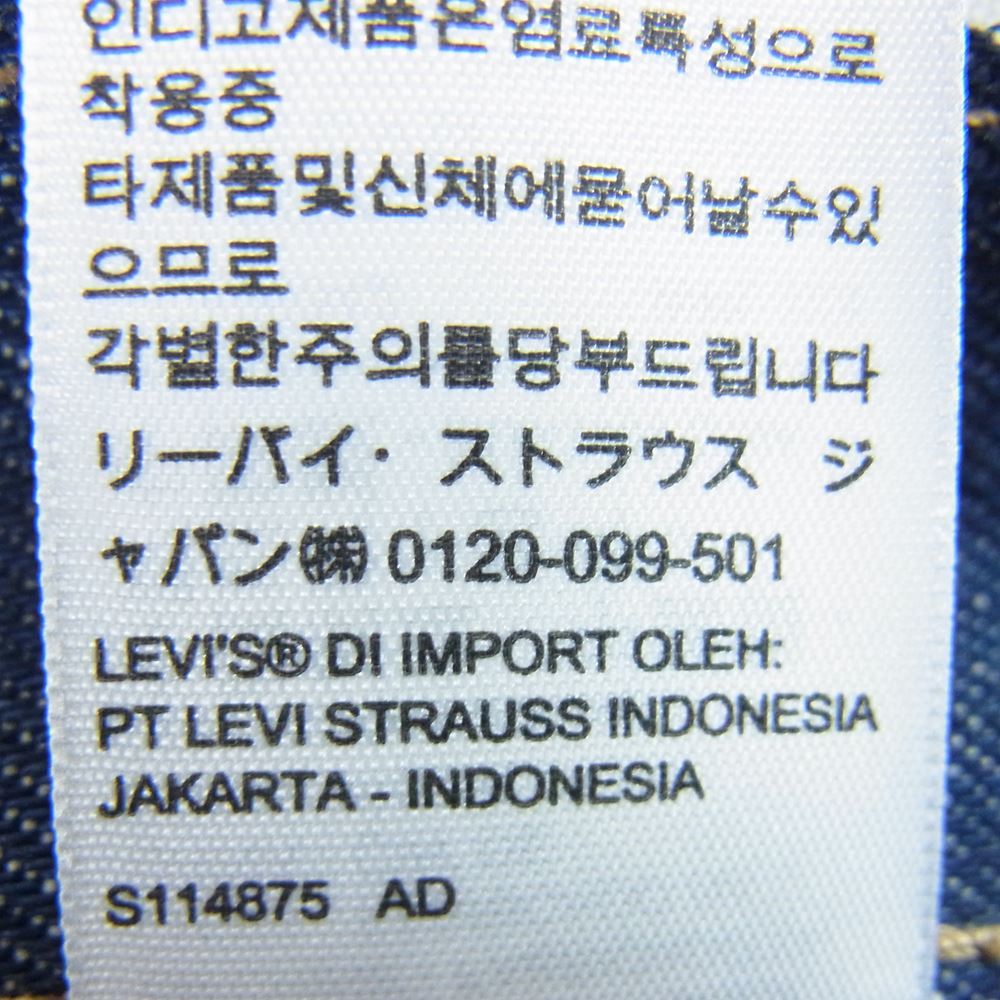 인디고제품은염료특성으로
착용중
타제품및신체에묻어날수있
으므로
각별한주의를당부드립니다
リーバイ・ ストラウス ジ
ャパン㈱ 0120-099-501
LEVI'S® DI IMPORT OLEH:
PT LEVI STRAUSS INDONESIA
JAKARTA - INDONESIA
S114875 AD